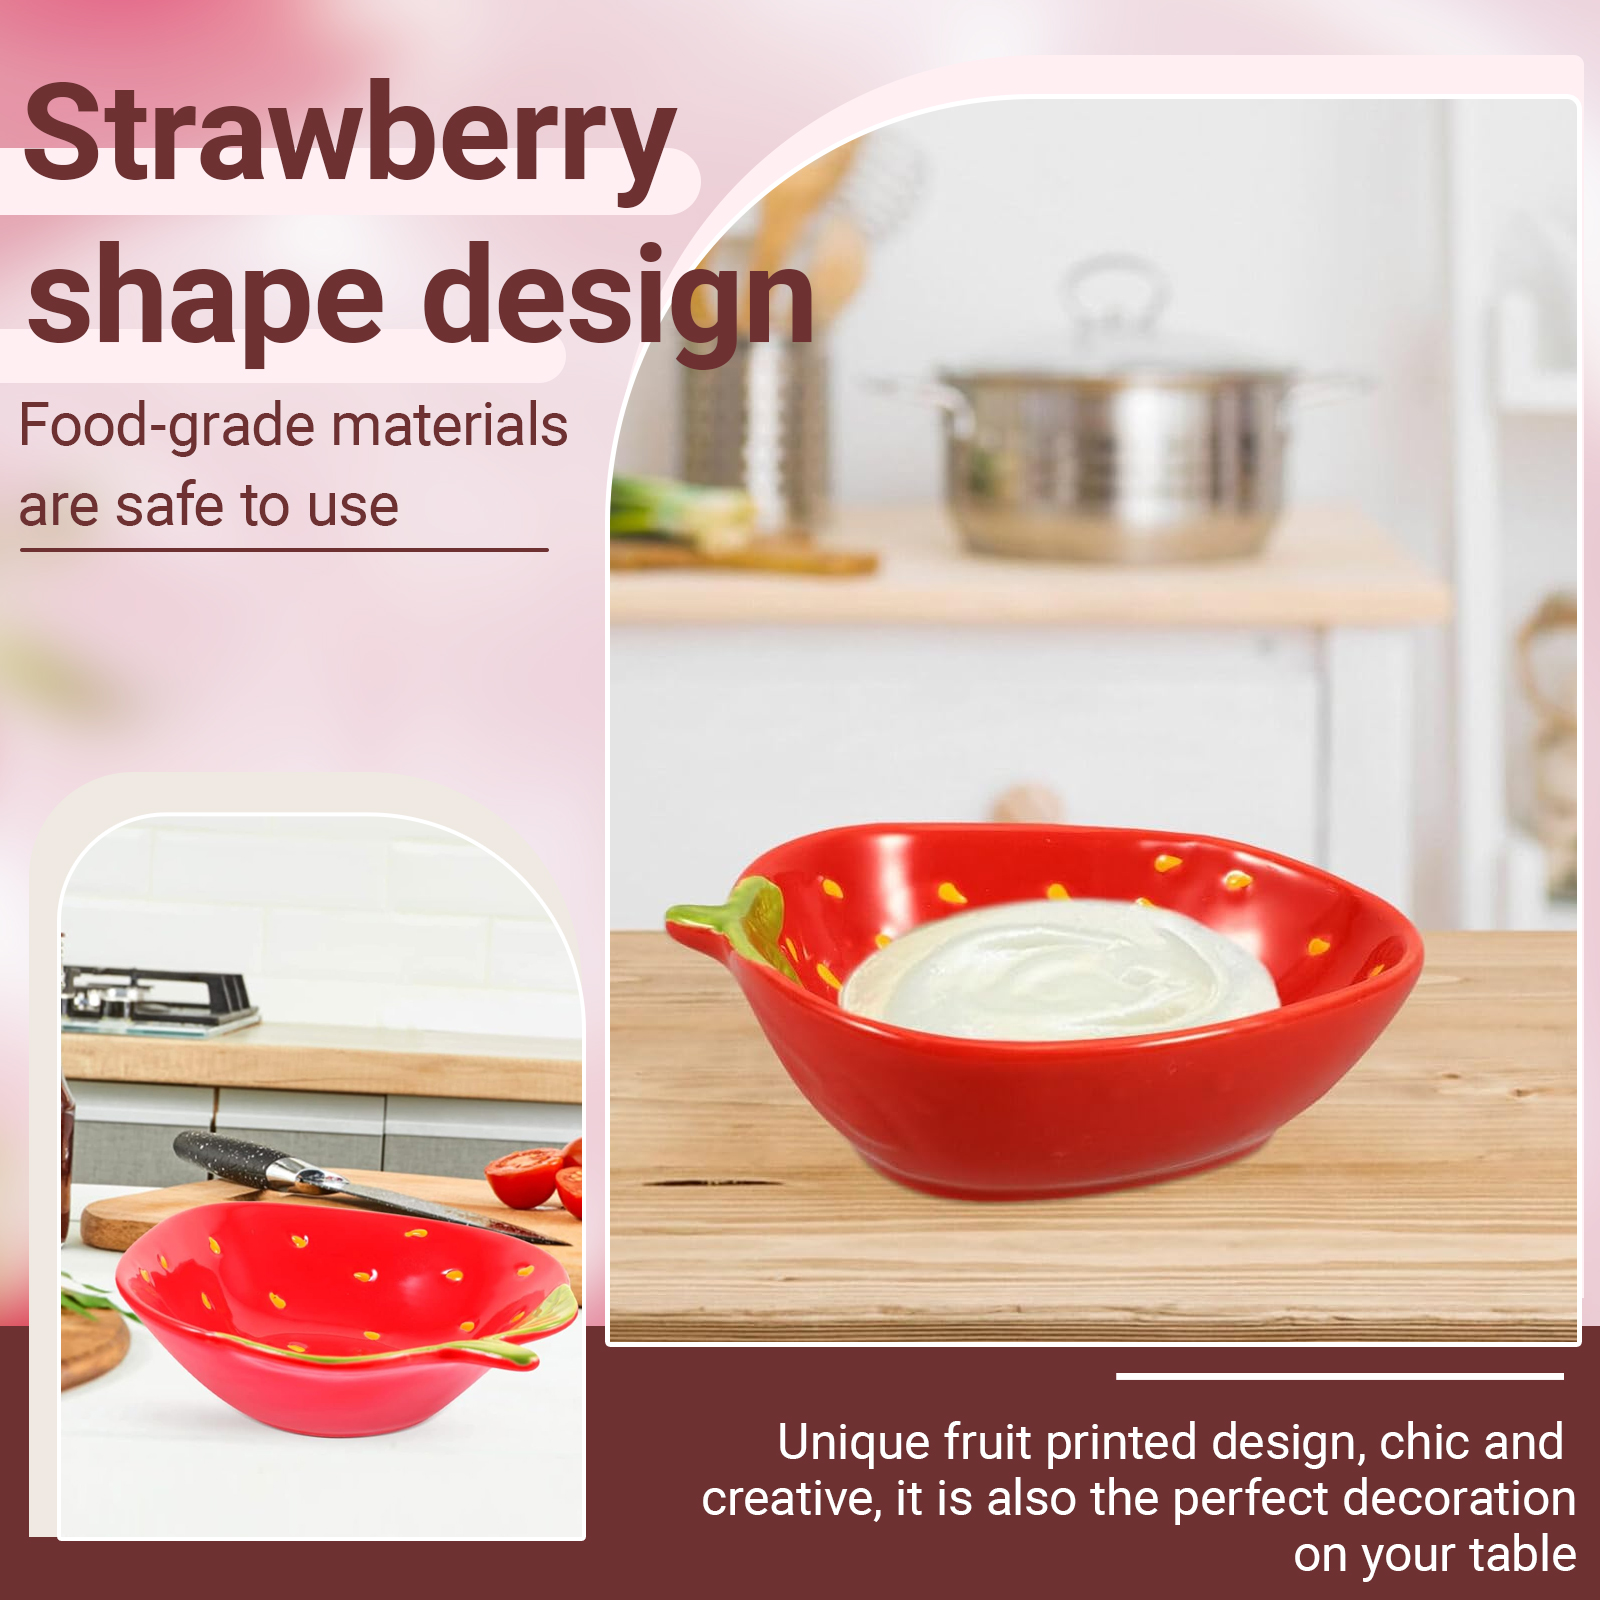 Strawberry
shape design
Food-grade materials
are safe to use
Unique fruit printed design, chic and
creative, it is also the perfect decoration
on your table